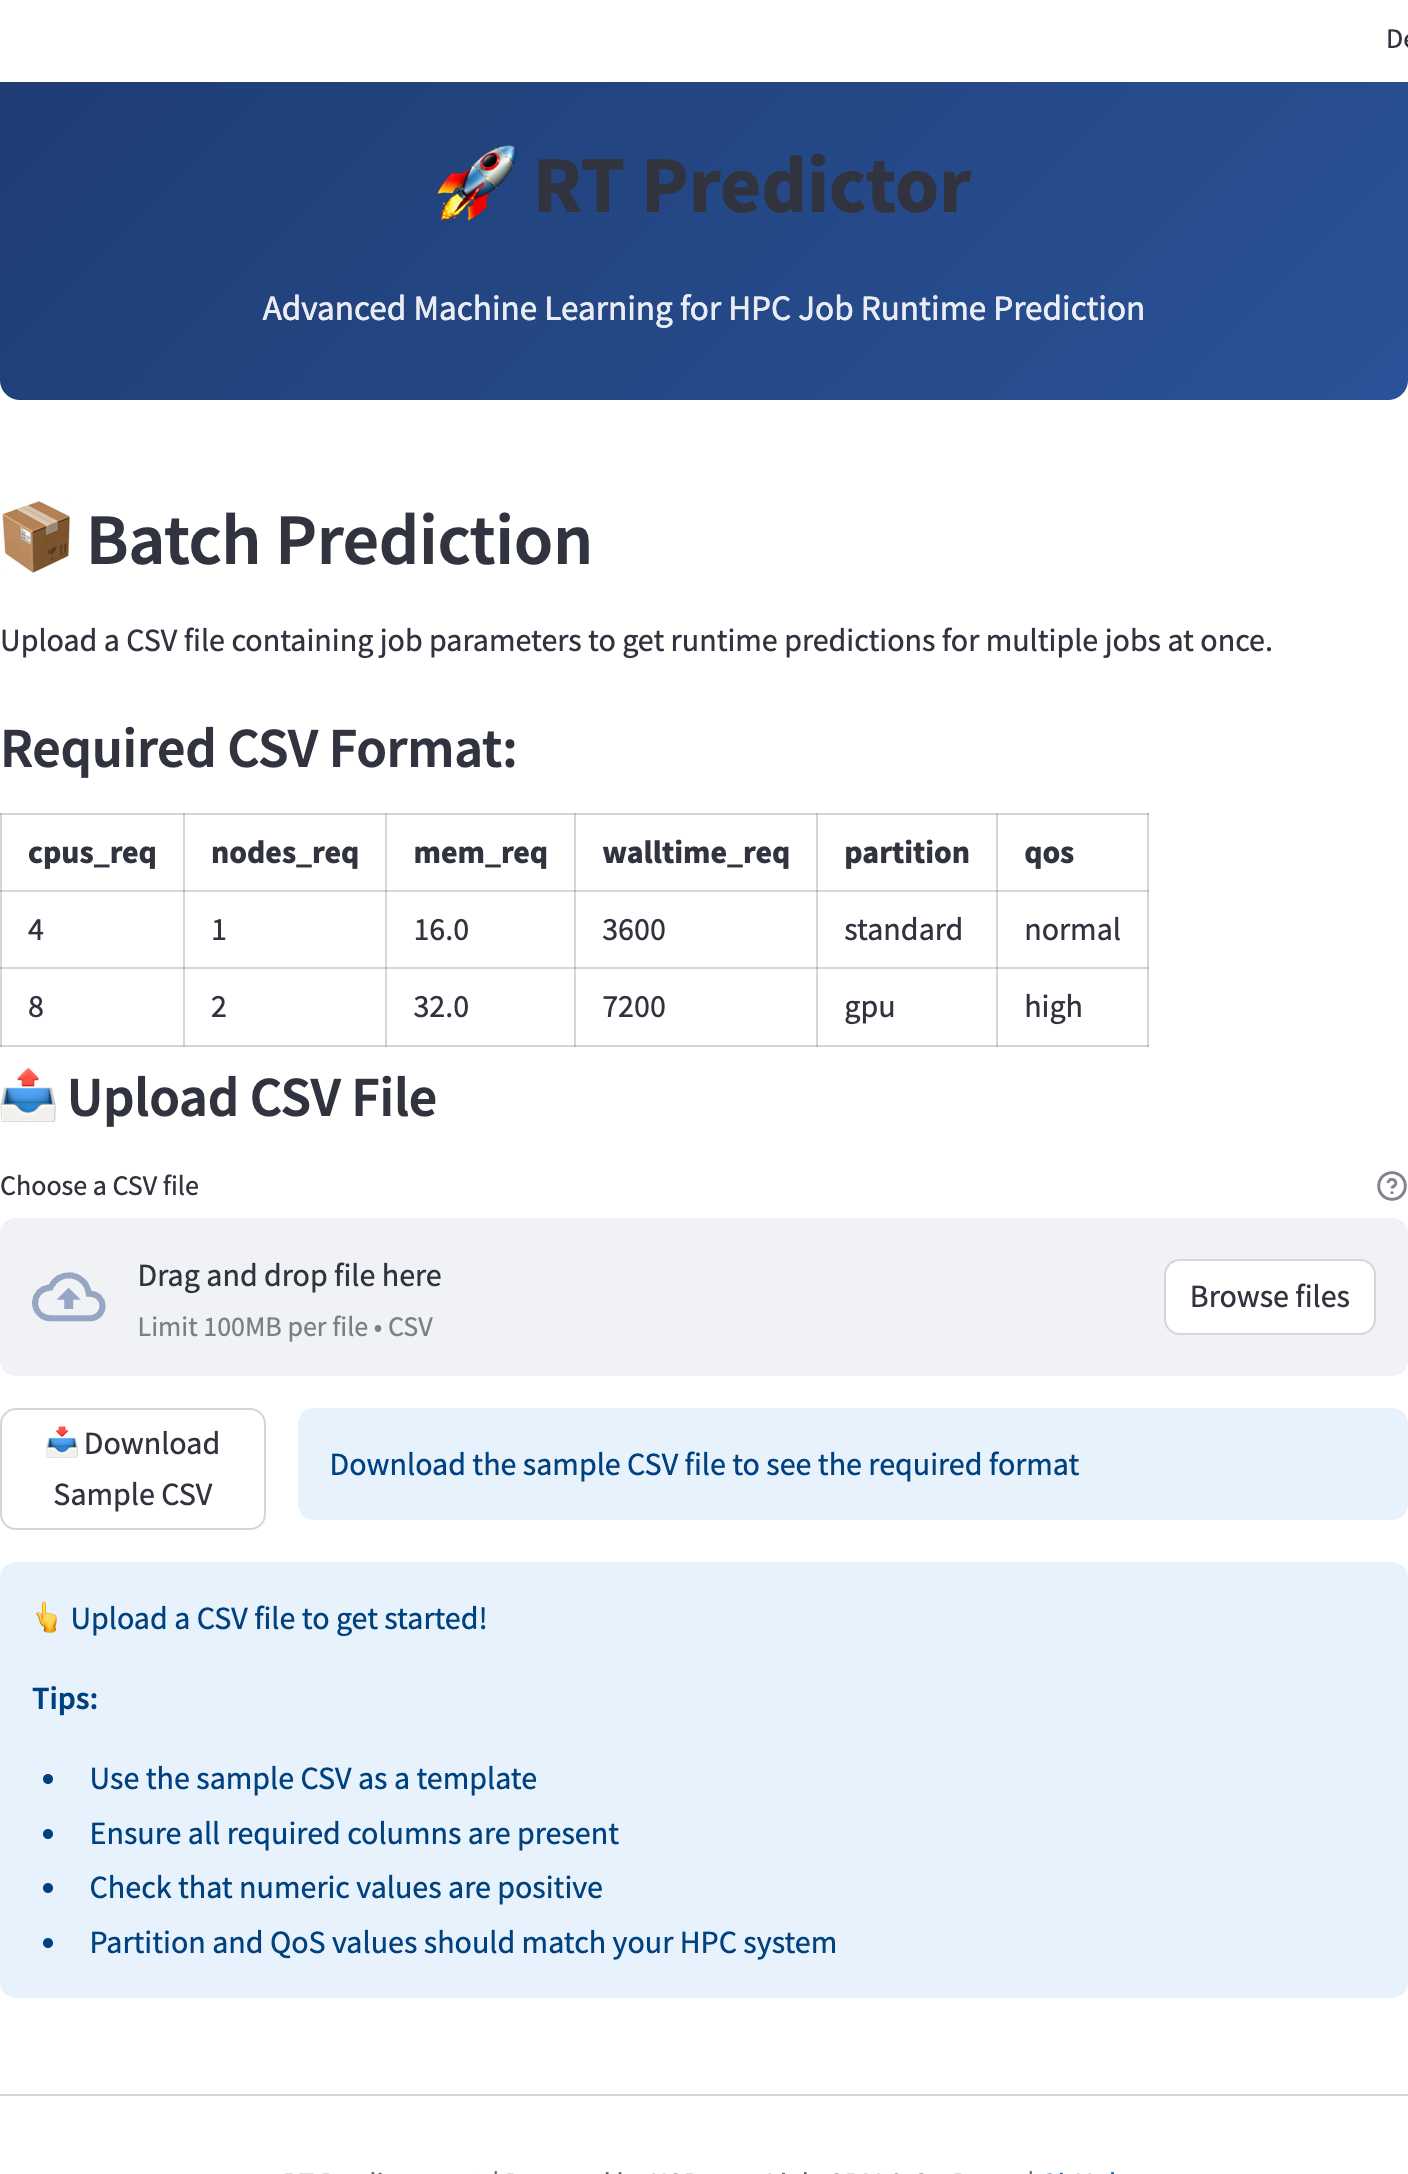 RT Predictor
Advanced Machine Learning for HPC Job Runtime Prediction
Batch Prediction
Upload a CSV file containing job parameters to get runtime predictions for multiple jobs at once.
Required CSV Format:
cpus_req nodes_req mem_req walltime_req partition qos
4 1 16.0 3600 standard normal
8 2 32.0 7200 gpu high
Upload CSV File
Choose a CSV file
Drag and drop file here
Limit 100MB per file • CSV
Browse files
Download
Sample CSV
Download the sample CSV file to see the required format
Upload a CSV file to get started!
Tips:
• Use the sample CSV as a template
• Ensure all required columns are present
• Check that numeric values are positive
• Partition and QoS values should match your HPC system